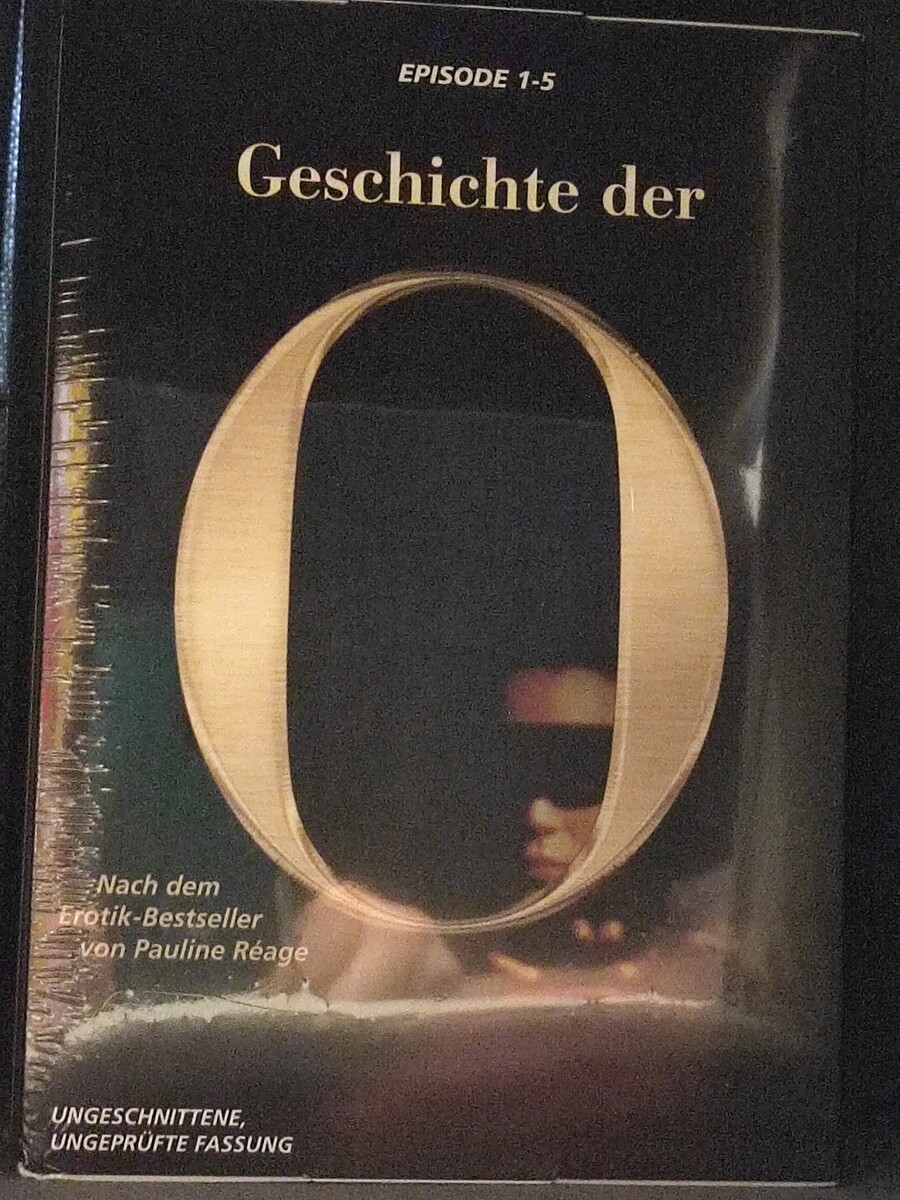 EPISODE 1-5
Geschichte der
O
Nach dem
Erotik-Bestseller
von Pauline Réage
UNGESCHNITTENE,
UNGEPRÜFTE FASSUNG